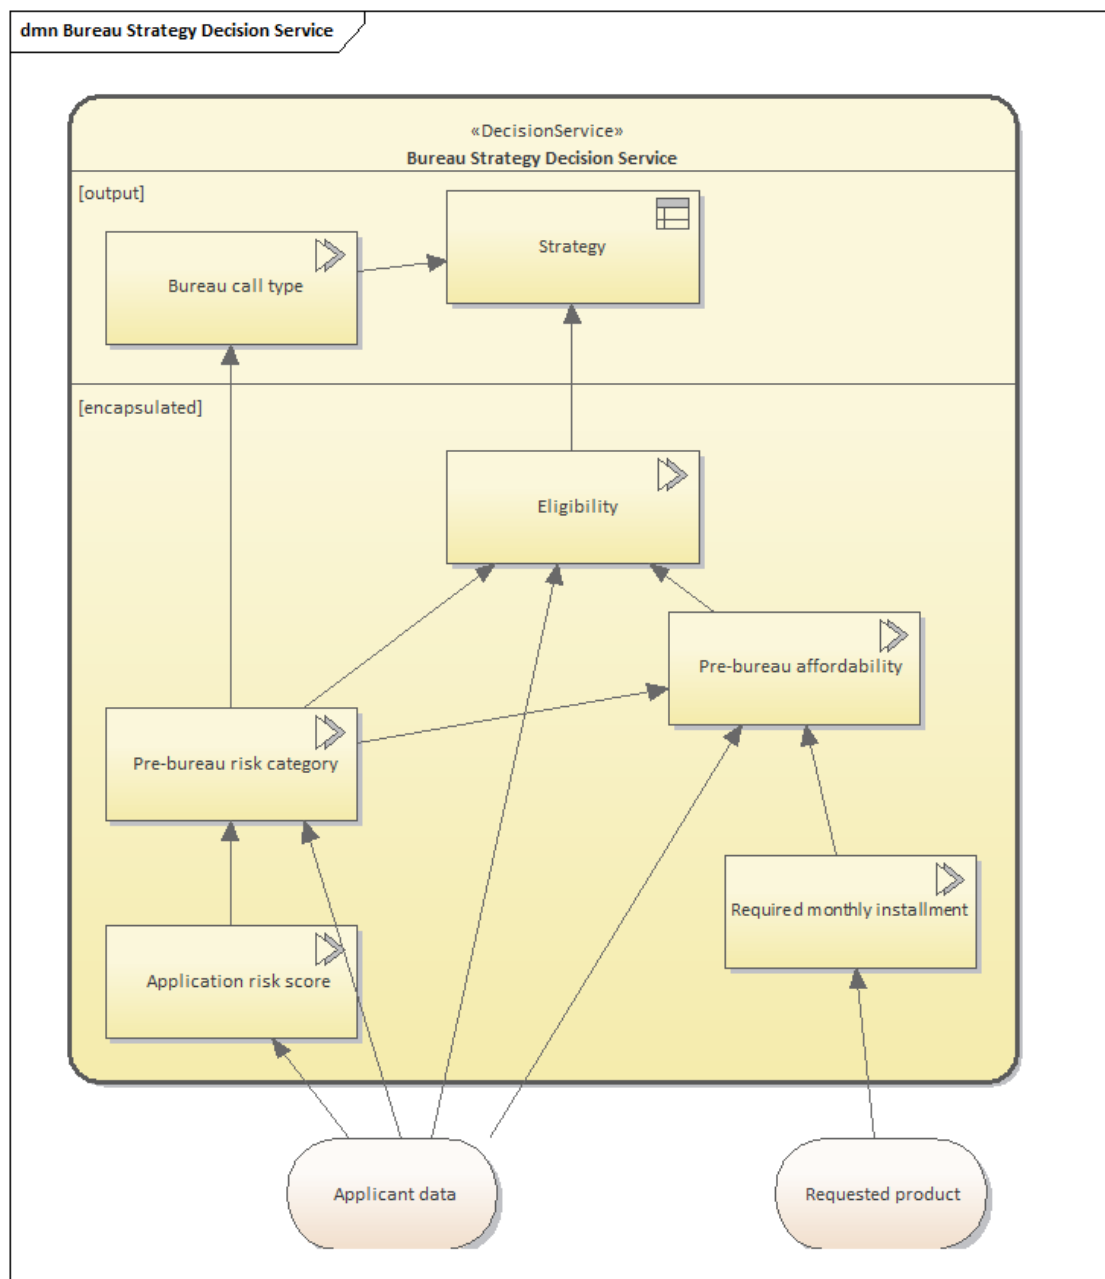 dmn Bureau Strategy Decision Service
«DecisionService»
Bureau Strategy Decision Service
[output]
Strategy
Bureau call type
[encapsulated]
Eligibility
Pre-bureau affordability
Pre-bureau risk category
Required monthly installment
Application risk score
Applicant data
Requested product